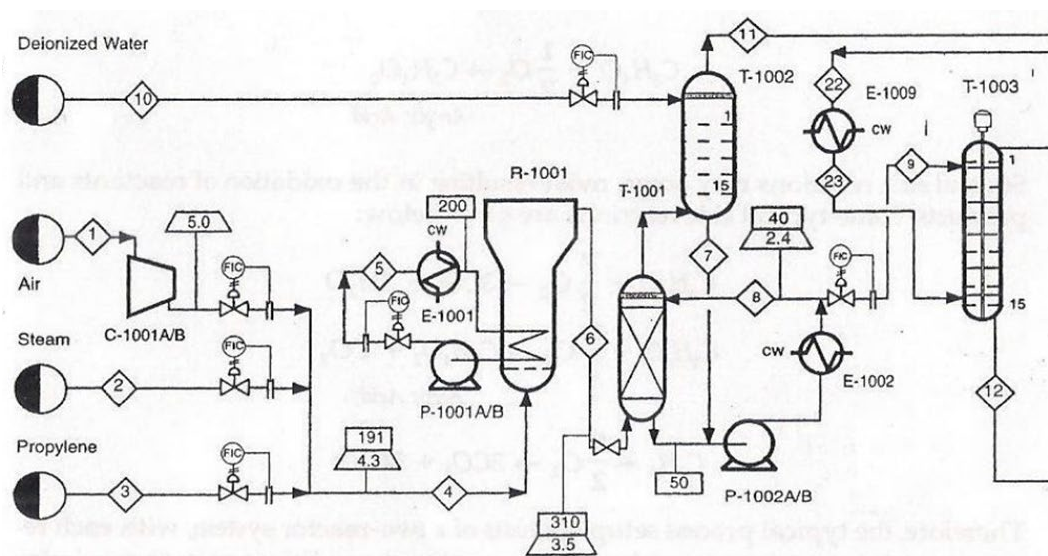 Deionized Water
10
FIC
11
T-1002
1
15
22
E-1009
CW
23
9
T-1003
1
15
R-1001
T-1001
200
CW
5
FIC
E-1001
P-1001A/B
5.0
1
Air
FIC
C-1001A/B
Steam
2
FIC
Propylene
3
FIC
191
4.3
4
6
40
2.4
7
8
FIC
CW
E-1002
12
50
P-1002A/B
310
3.5